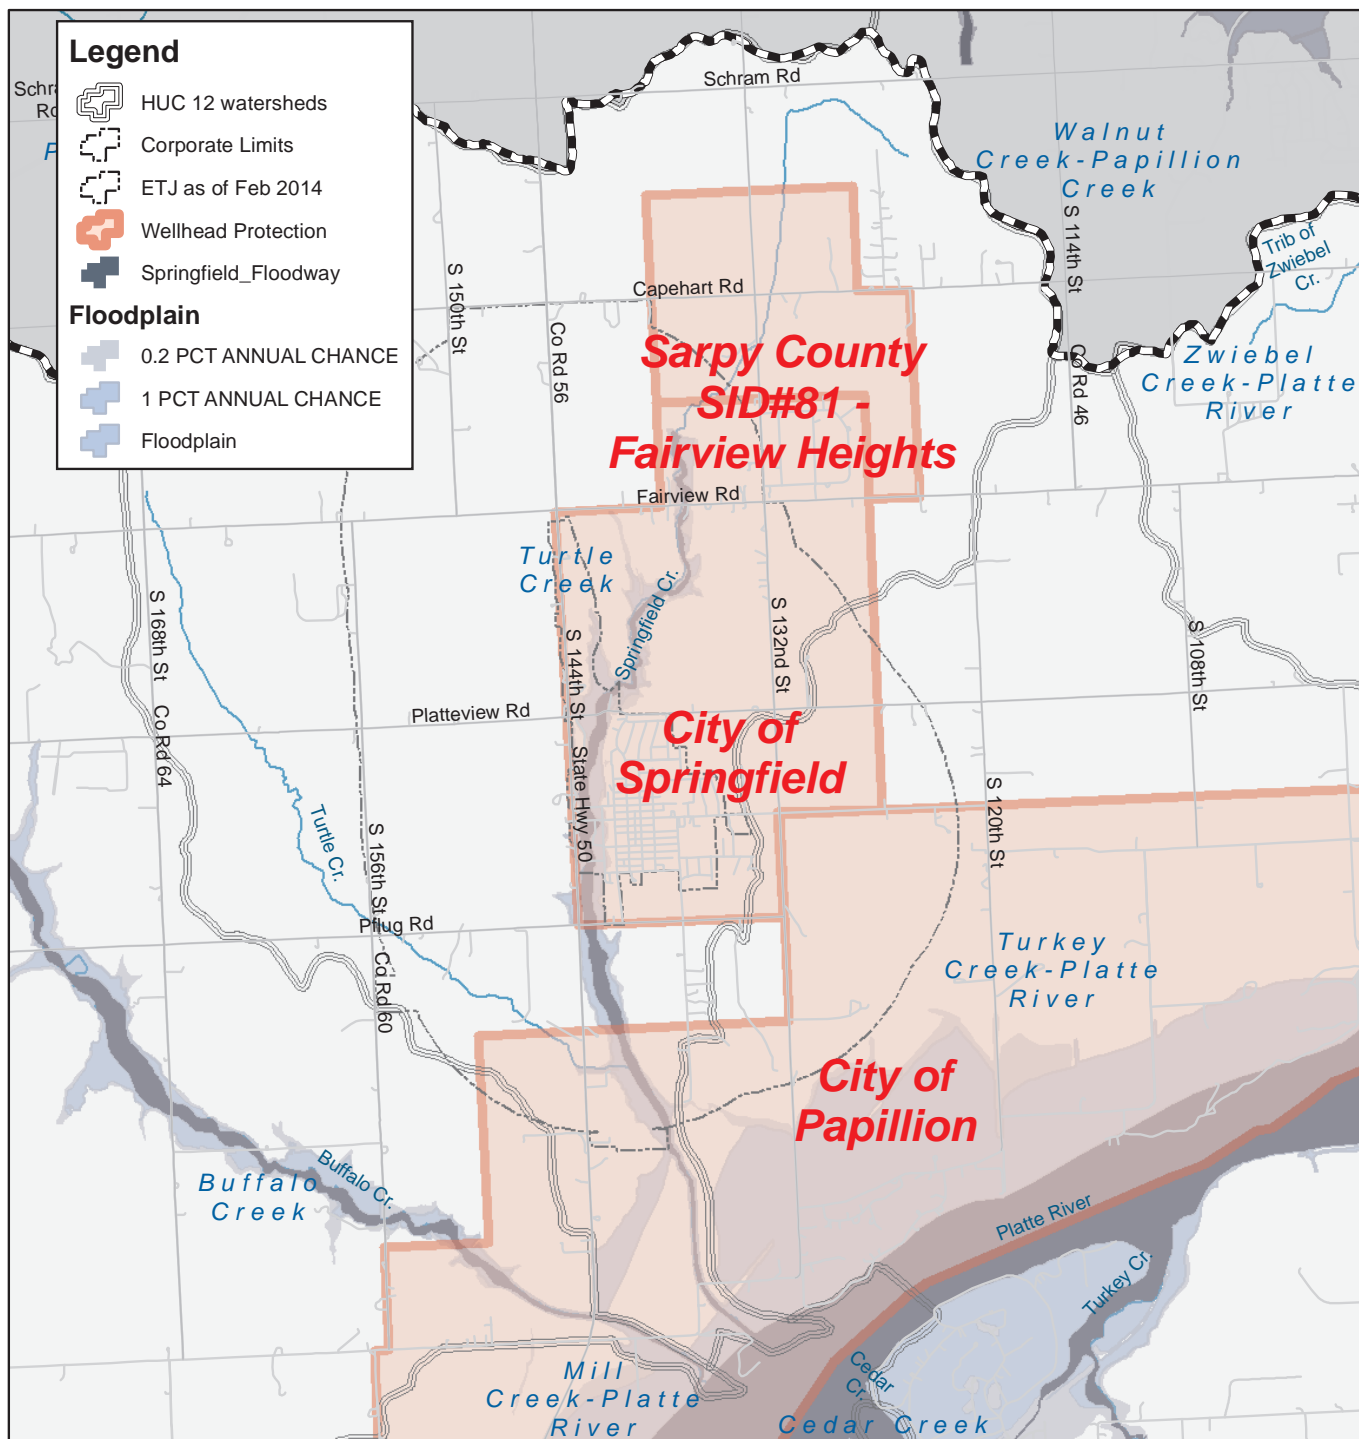 Legend
HUC 12 watersheds
Corporate Limits
ETJ as of Feb 2014
Wellhead Protection
Springfield_Floodway
Floodplain
0.2 PCT ANNUAL CHANCE
1 PCT ANNUAL CHANCE
Floodplain
Schra
Rd
P
Schram Rd
Walnut
Creek-Papillion
Creek
S 114th St
Trib of
Zwiebel
Cr.
S 150th St
Capehart Rd
Co Rd 56
Co Rd 46
Zwiebel
Creek-Platte
River
Sarpy County
SID#81 -
Fairview Heights
Fairview Rd
Turtle
Creek
Springfield Cr.
S 168th St
S 144th St
S 132nd St
S 108th St
Platteview Rd
Co Rd 64
State Hwy 50
City of
Springfield
S 120th St
Turtle Cr.
S 156th St
Pflug Rd
Co Rd 60
Turkey
Creek-Platte
River
City of
Papillion
Buffalo
Creek
Buffalo Cr.
Platte River
Turkey Cr.
Cedar
Cr.
Mill
Creek-Platte
River
Cedar Creek